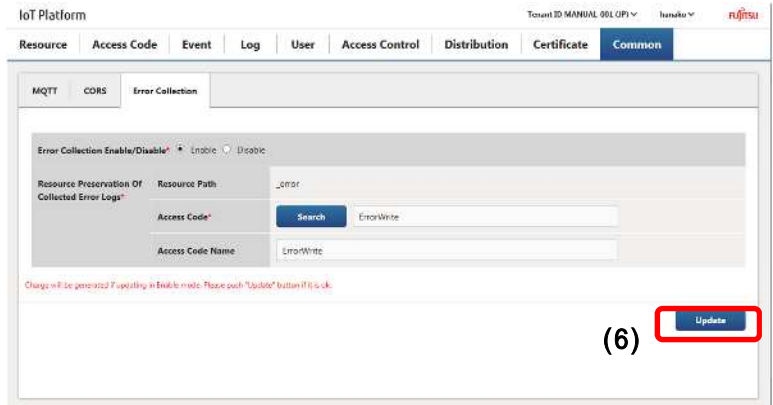 IoT Platform Tenant ID MANUAL 001 (JP) hanako FUJITSU
Resource Access Code Event Log User Access Control Distribution Certificate Common
MQTT CORS Error Collection
Error Collection Enable/Disable* Enable Disable
Resource Preservation Of Resource Path _error
Collected Error Logs*
Access Code* Search ErrorWrite
Access Code Name ErrorWrite
Charge will be generated if updating in Enable mode. Please push "Update" button if it is ok.
Update
(6)